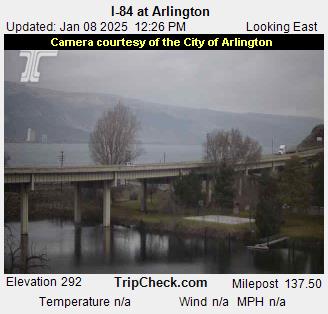 I-84 at Arlington
Updated: Jan 08 2025 12:26 PM Looking East
Camera courtesy of the City of Arlington
Elevation 292 TripCheck.com Milepost 137.50
Temperature n/a Wind n/a MPH n/a